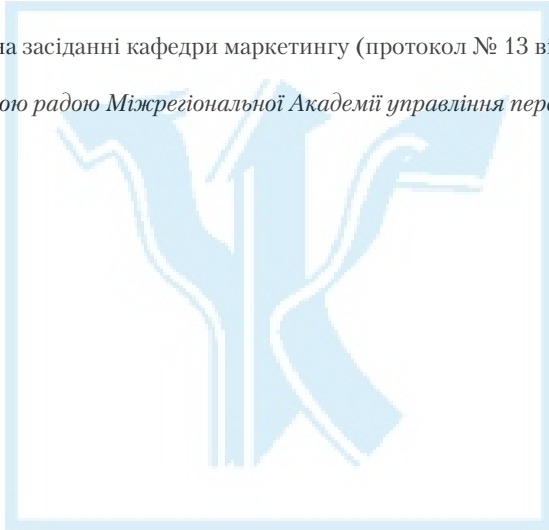 на засіданні кафедри маркетингу (протокол № 13 ві
ою радою Міжрегіональної Академії управління перс